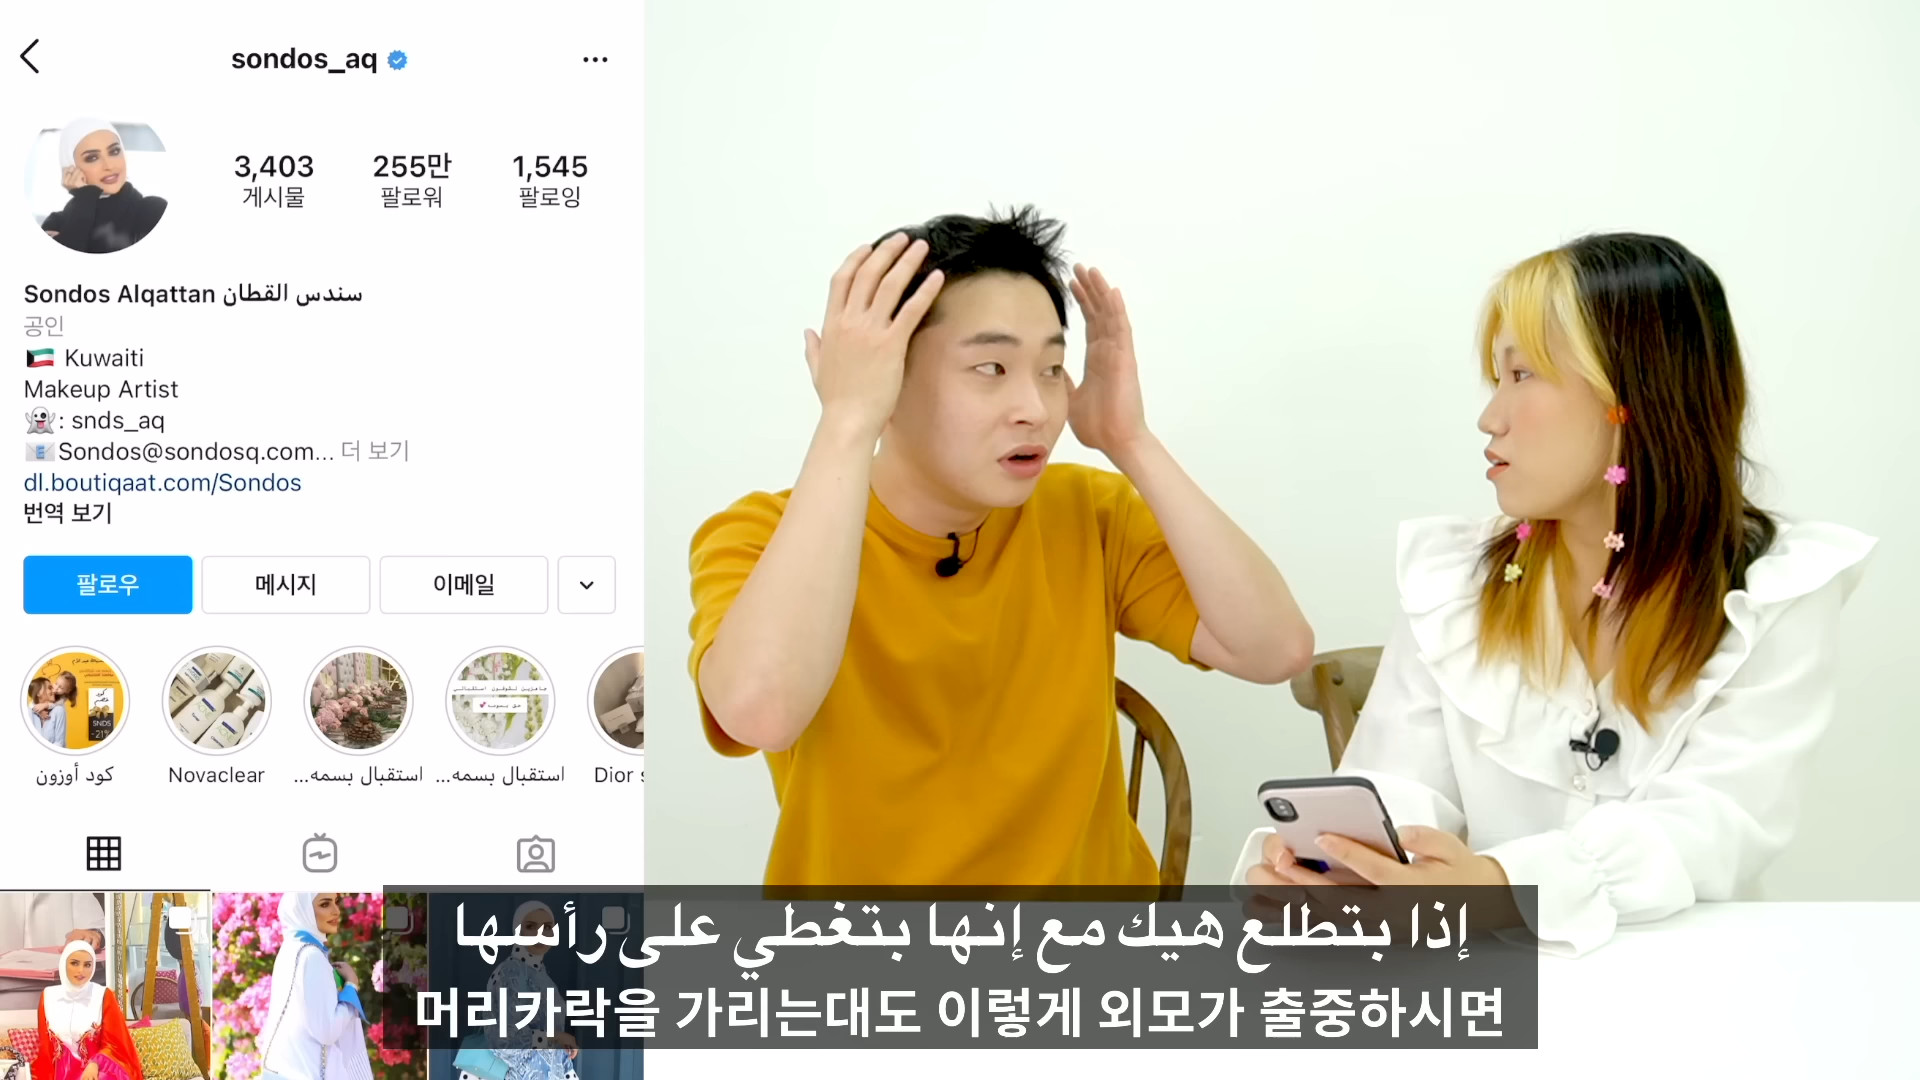 sondos_aq
3,403
게시물
255만
팔로워
1,545
팔로잉
Sondos Alqattan سندس القطان
공인
🇰🇼 Kuwaiti
Makeup Artist
👻: snds_aq
📧Sondos@sondosq.com... 더 보기
dl.boutiqaat.com/Sondos
번역 보기
팔로우
메시지
이메일
SNDS
-21%
كود أوزون
Novaclear
استقبال بسمه...
استقبال بسمه...
Dior
إذا بتطلع هيك مع إنها بتغطي على رأسها
머리카락을 가리는대도 이렇게 외모가 출중하시면